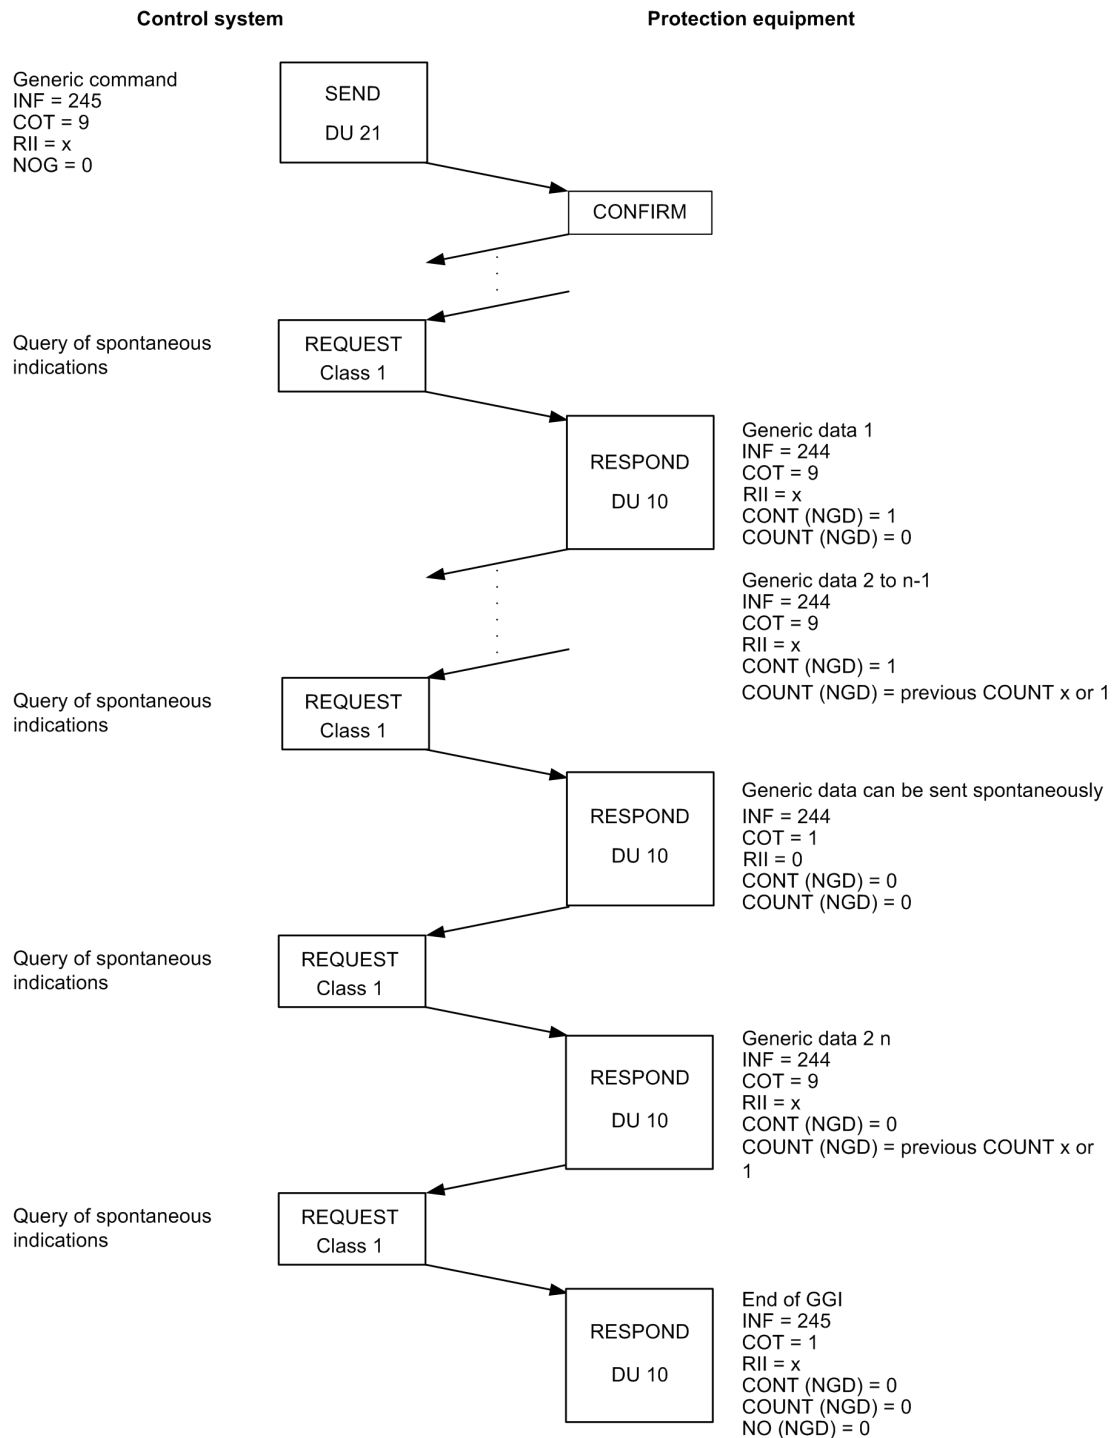 Control system
Protection equipment
Generic command
INF = 245
COT = 9
RII = x
NOG = 0
SEND
DU 21
CONFIRM
Query of spontaneous
indications
REQUEST
Class 1
RESPOND
DU 10
Generic data 1
INF = 244
COT = 9
RII = x
CONT (NGD) = 1
COUNT (NGD) = 0
Generic data 2 to n-1
INF = 244
COT = 9
RII = x
CONT (NGD) = 1
COUNT (NGD) = previous COUNT x or 1
Query of spontaneous
indications
REQUEST
Class 1
RESPOND
DU 10
Generic data can be sent spontaneously
INF = 244
COT = 1
RII = 0
CONT (NGD) = 0
COUNT (NGD) = 0
Query of spontaneous
indications
REQUEST
Class 1
RESPOND
DU 10
Generic data 2 n
INF = 244
COT = 9
RII = x
CONT (NGD) = 0
COUNT (NGD) = previous COUNT x or
1
Query of spontaneous
indications
REQUEST
Class 1
RESPOND
DU 10
End of GGI
INF = 245
COT = 1
RII = x
CONT (NGD) = 0
COUNT (NGD) = 0
NO (NGD) = 0